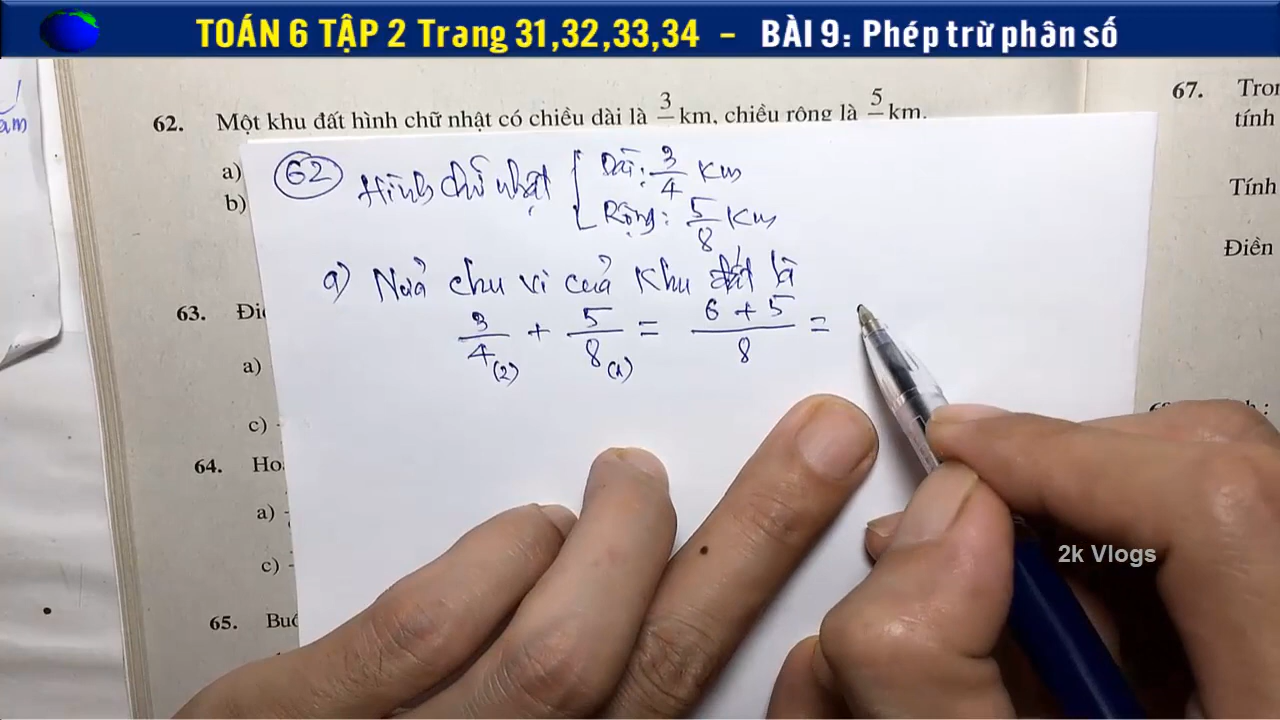 TOÁN 6 TẬP 2 Trang 31,32,33,34 - BÀI 9: Phép trừ phân số
62. Một khu đất hình chữ nhật có chiều dài là 3 km, chiều rộng là 5 km.
a)
b)
62 Hình chữ nhật
Dài: 3/4 Km
Rộng: 5/8 Km
a) Nửa chu vi của khu đất là
3/4 (2) + 5/8 (1) = 6 + 5 / 8 =
63.
a)
c)
64.
a)
c)
65.
67.
tính
Tính
Điền
2k Vlogs